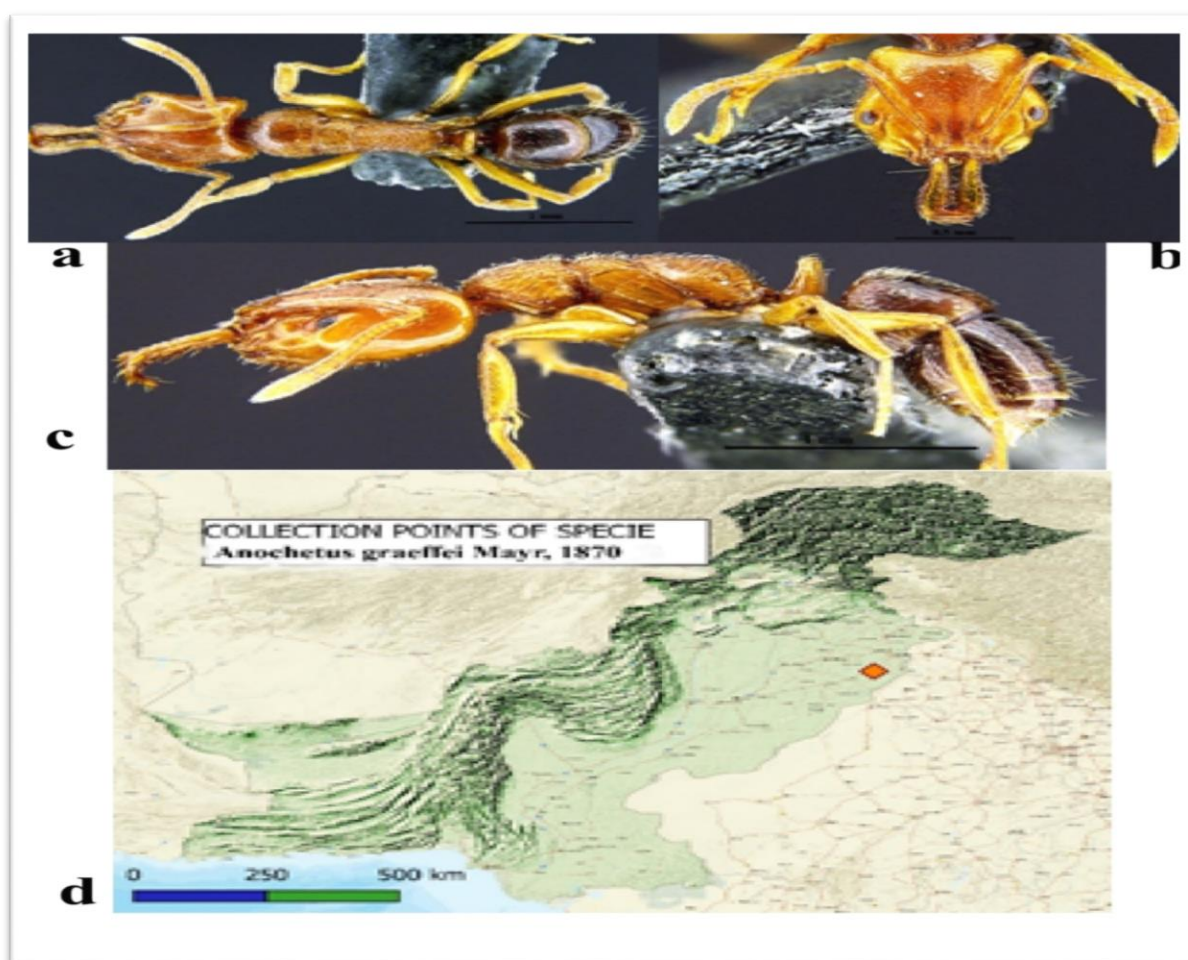 a
b
c
COLLECTION POINTS OF SPECIE
Anochetus graeffei Mayr, 1870
0 250 500 km
d